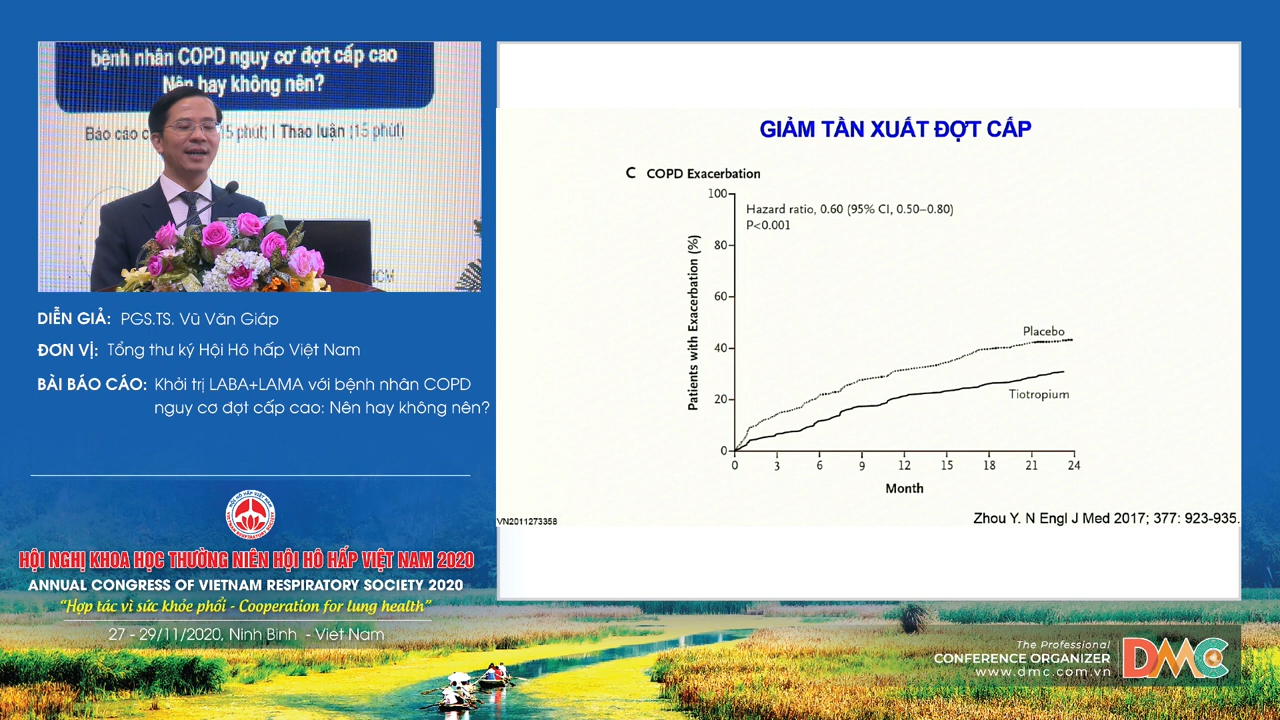 bệnh nhân COPD nguy cơ đợt cấp cao
Nên hay không nên?
Báo cáo (15 phút) | Thảo luận (15 phút)
DIỄN GIẢ: PGS.TS. Vũ Văn Giáp
ĐƠN VỊ: Tổng thư ký Hội Hô hấp Việt Nam
BÀI BÁO CÁO: Khởi trị LABA+LAMA với bệnh nhân COPD
nguy cơ đợt cấp cao: Nên hay không nên?
HỘI NGHỊ KHOA HỌC THƯỜNG NIÊN HỘI HÔ HẤP VIỆT NAM 2020
ANNUAL CONGRESS OF VIETNAM RESPIRATORY SOCIETY 2020
“Hợp tác vì sức khỏe phổi - Cooperation for lung health”
27 - 29/11/2020, Ninh Bình - Việt Nam
GIẢM TẦN XUẤT ĐỢT CẤP
C COPD Exacerbation
Hazard ratio, 0.60 (95% CI, 0.50–0.80)
P<0.001
Patients with Exacerbation (%)
100
80
60
40
20
0
Placebo
Tiotropium
0 3 6 9 12 15 18 21 24
Month
VN2011273358
Zhou Y. N Engl J Med 2017; 377: 923-935.
The Professional
CONFERENCE ORGANIZER
www.dmc.com.vn
DMC